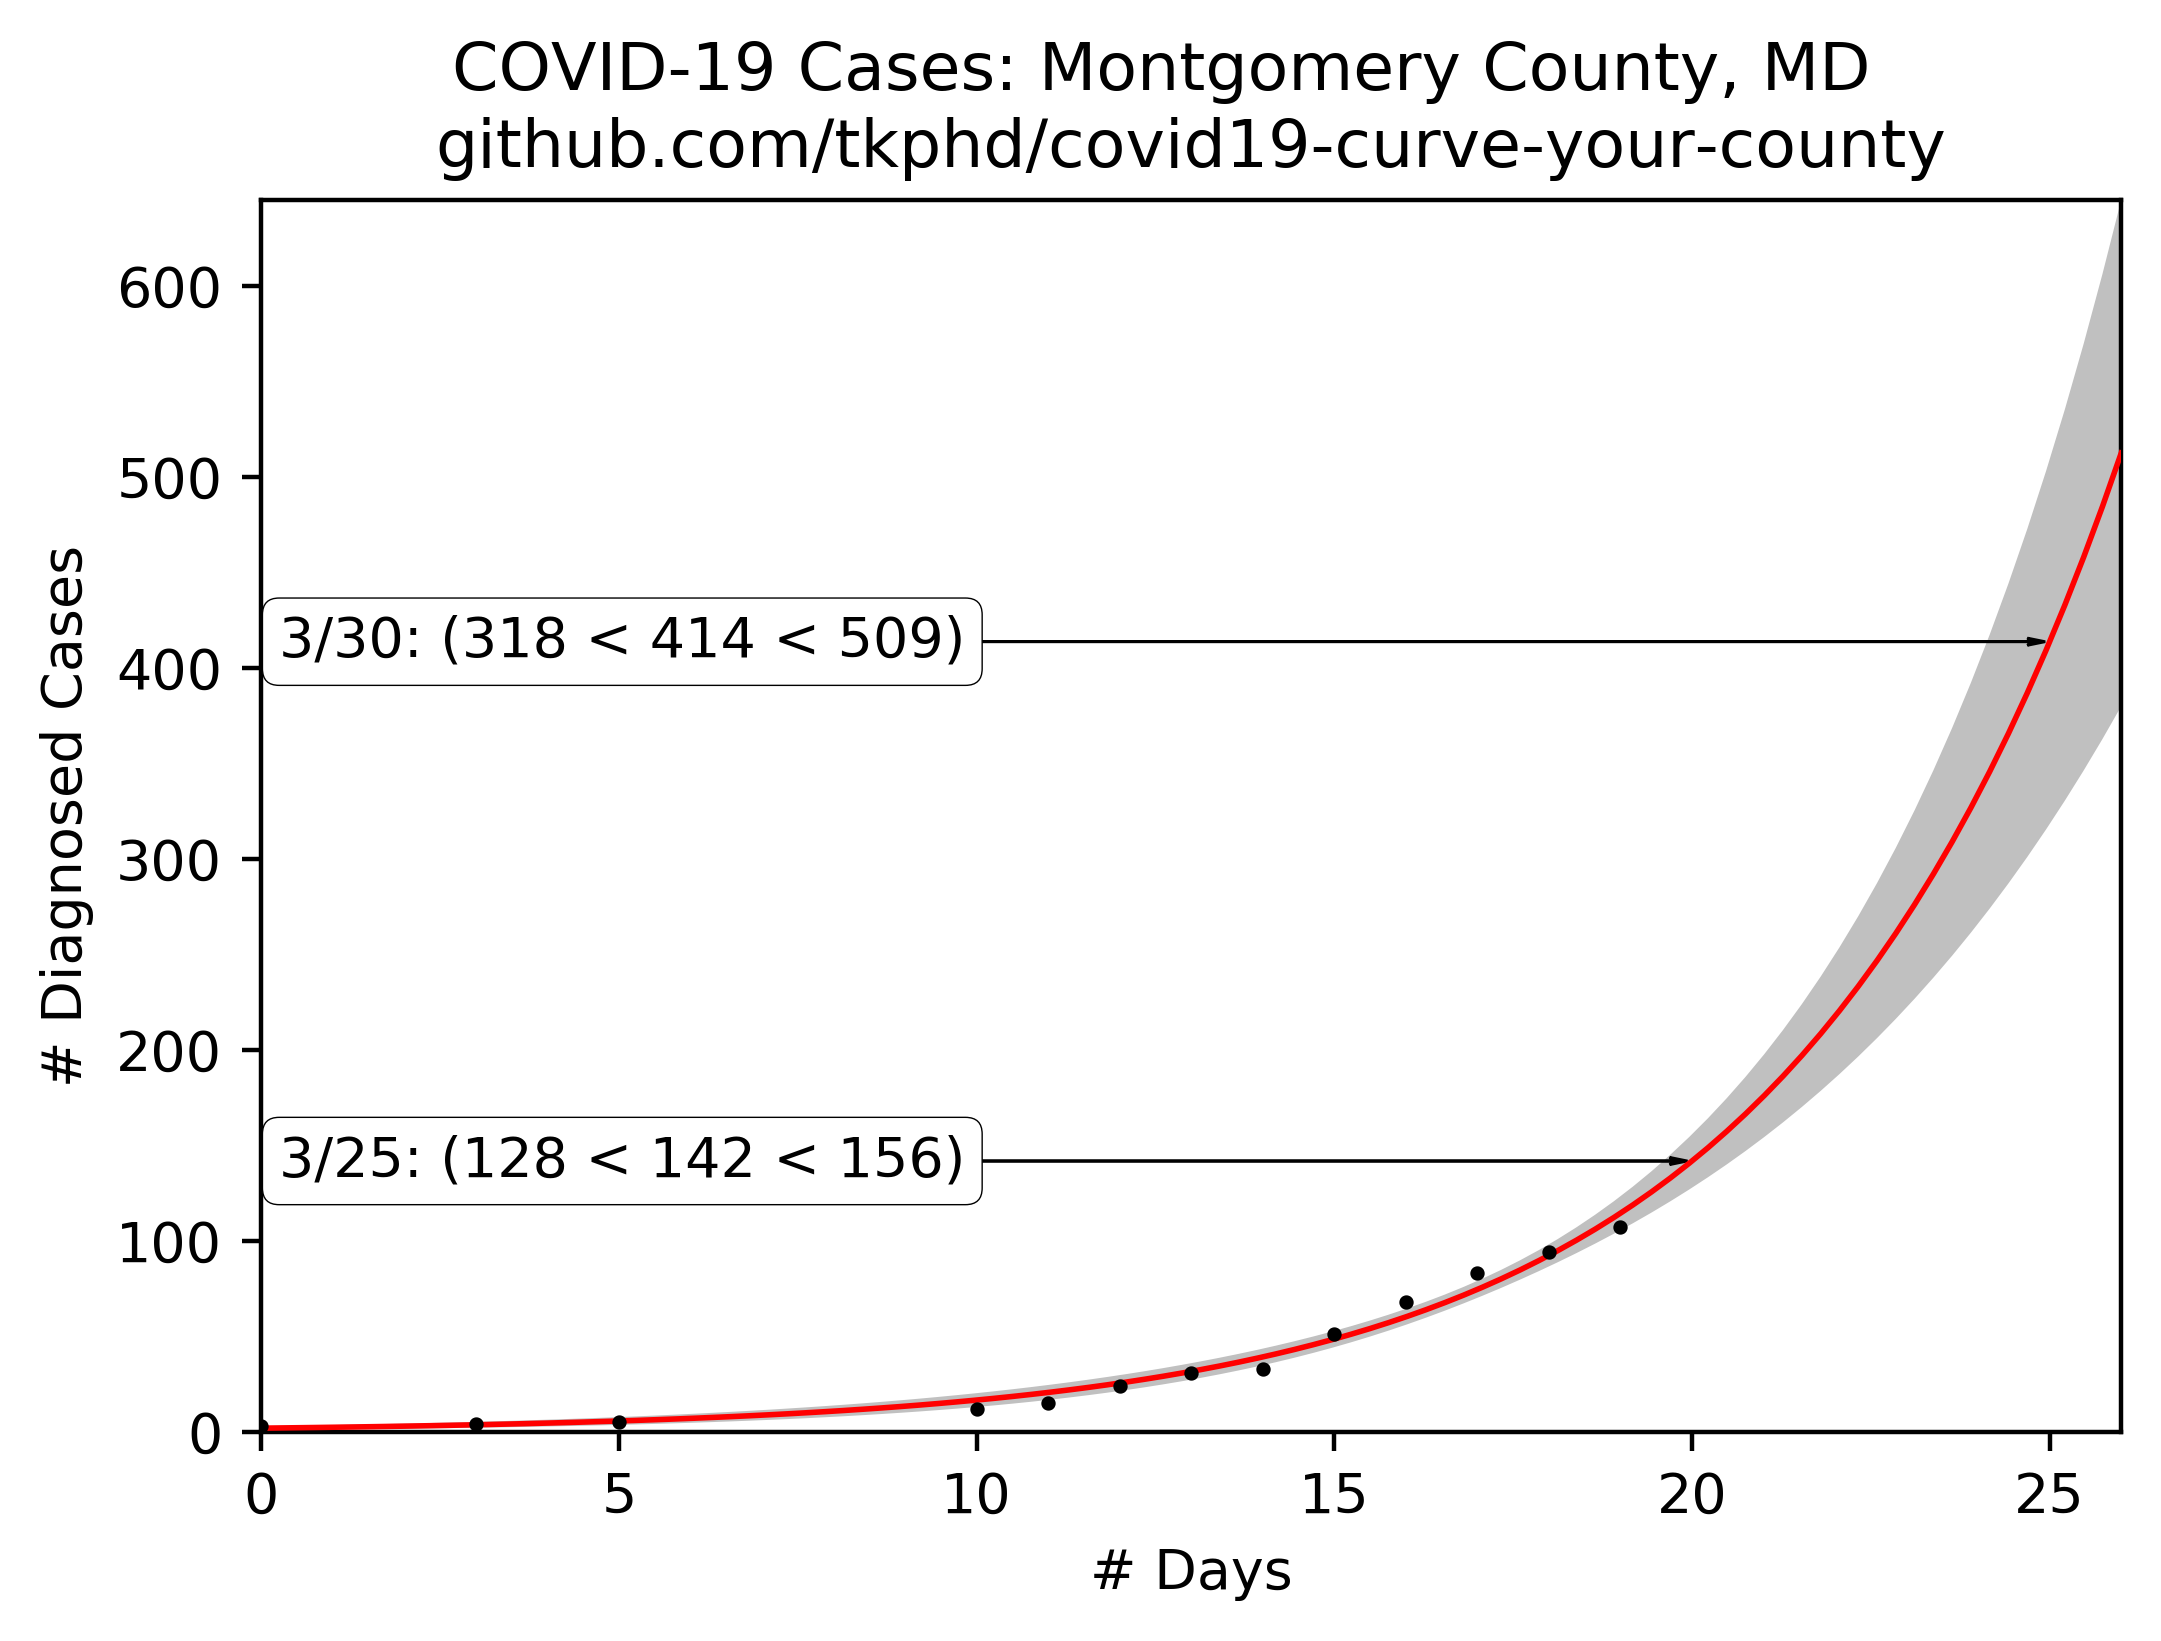 COVID-19 Cases: Montgomery County, MD
github.com/tkphd/covid19-curve-your-county
# Diagnosed Cases
600
500
400
300
200
100
0
3/30: (318 < 414 < 509)
3/25: (128 < 142 < 156)
0 5 10 15 20 25
# Days